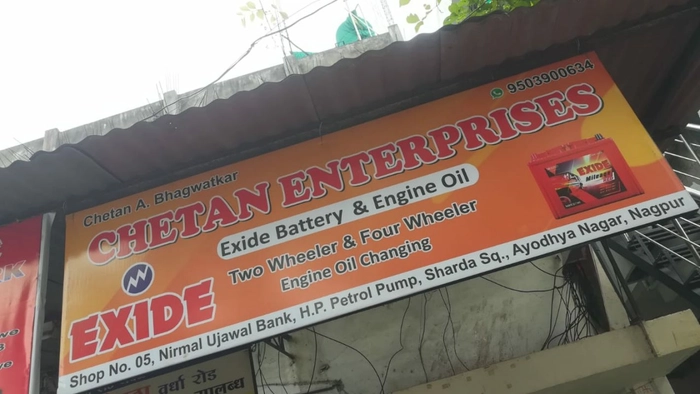 Chetan A. Bhagwatkar
9503900634
CHETAN ENTERPRISES
Exide Battery & Engine Oil
Two Wheeler & Four Wheeler
Engine Oil Changing
EXIDE
EXIDE
Shop No. 05, Nirmal Ujawal Bank, H.P. Petrol Pump, Sharda Sq., Ayodhya Nagar, Nagpur
वर्धा रोड